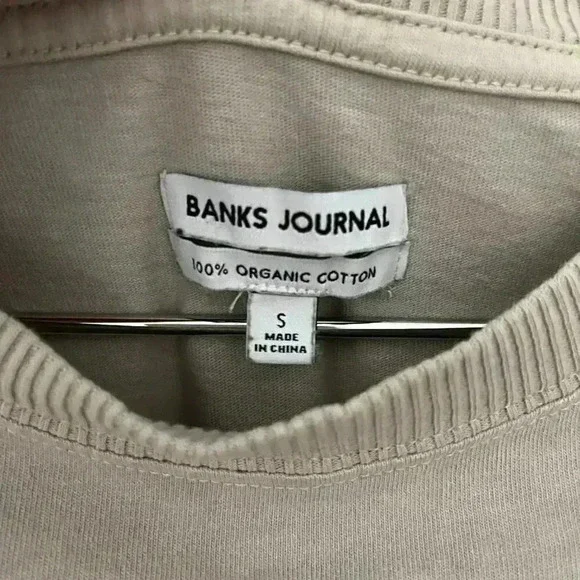 BANKS JOURNAL
100% ORGANIC COTTON
S
MADE
IN CHINA